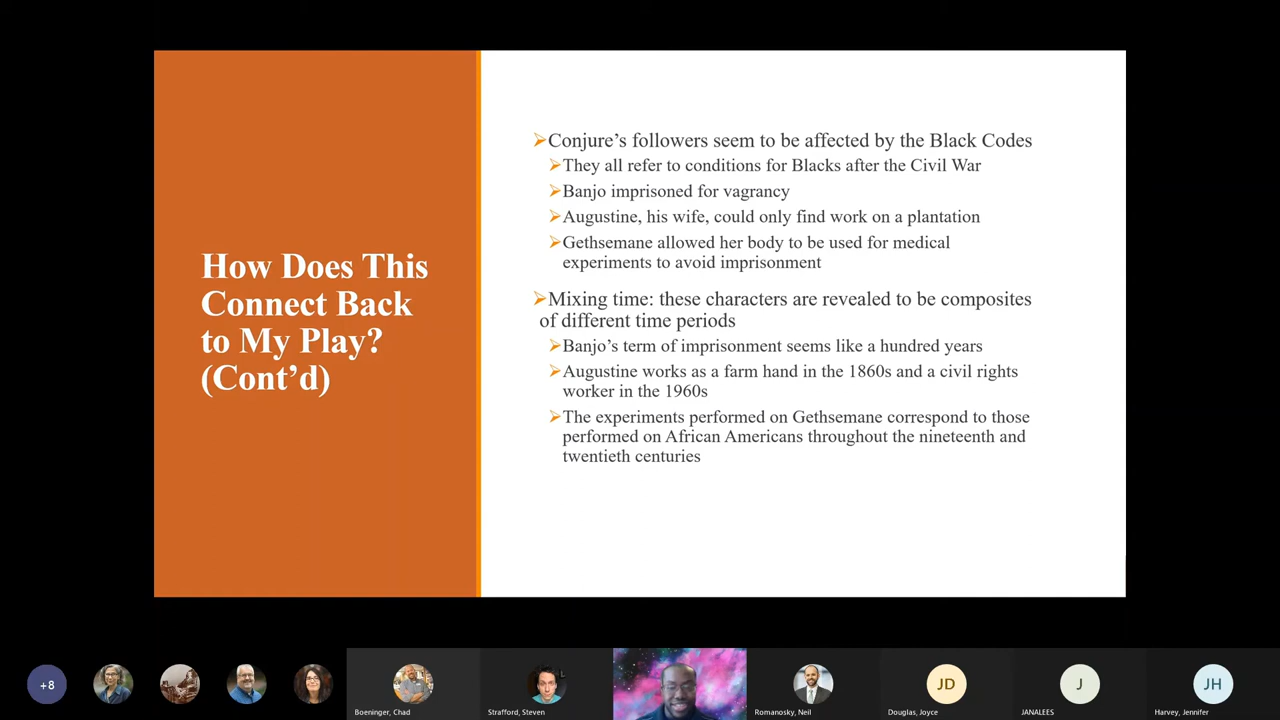 How Does This
Connect Back
to My Play?
(Cont’d)
Conjure’s followers seem to be affected by the Black Codes
They all refer to conditions for Blacks after the Civil War
Banjo imprisoned for vagrancy
Augustine, his wife, could only find work on a plantation
Gethsemane allowed her body to be used for medical
experiments to avoid imprisonment
Mixing time: these characters are revealed to be composites
of different time periods
Banjo’s term of imprisonment seems like a hundred years
Augustine works as a farm hand in the 1860s and a civil rights
worker in the 1960s
The experiments performed on Gethsemane correspond to those
performed on African Americans throughout the nineteenth and
twentieth centuries
+8
JD
J
JH
Boeninger, Chad
Strafford, Steven
Romanosky, Neil
Douglas, Joyce
JANALEES
Harvey, Jennifer